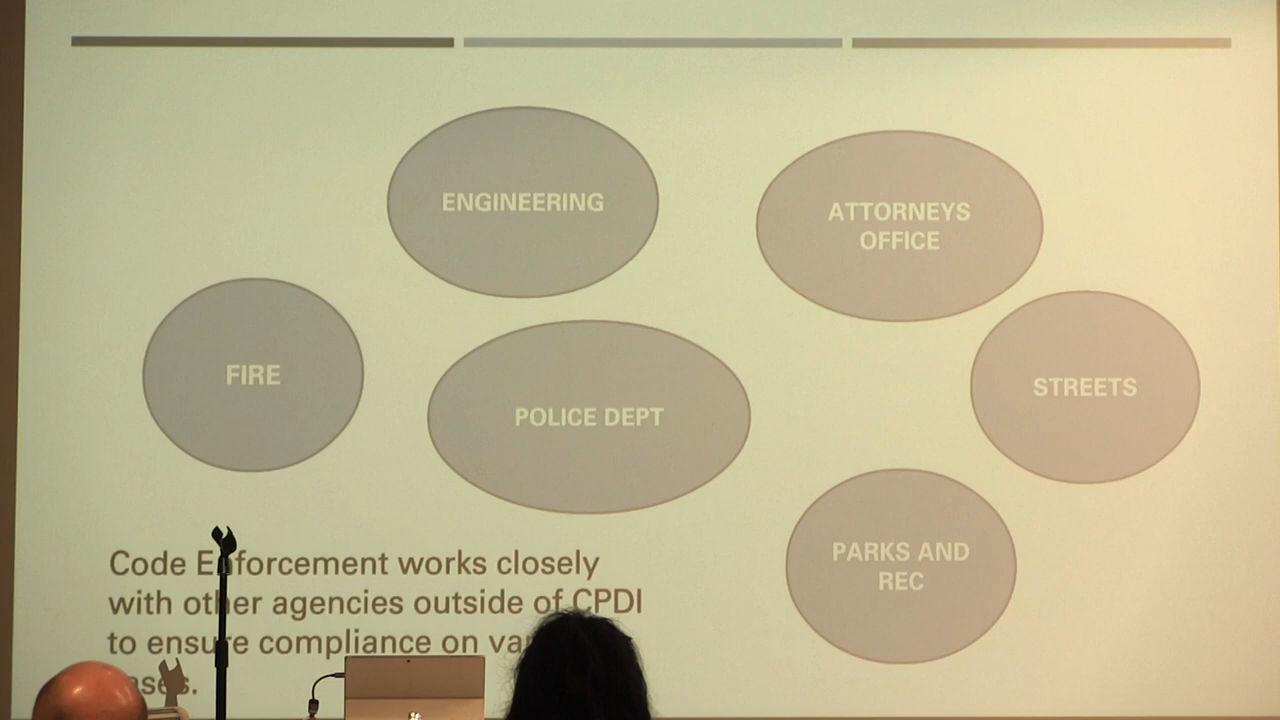 ENGINEERING
ATTORNEYS
OFFICE
FIRE
POLICE DEPT
STREETS
PARKS AND
REC
Code Enforcement works closely
with other agencies outside of CPDI
to ensure compliance on